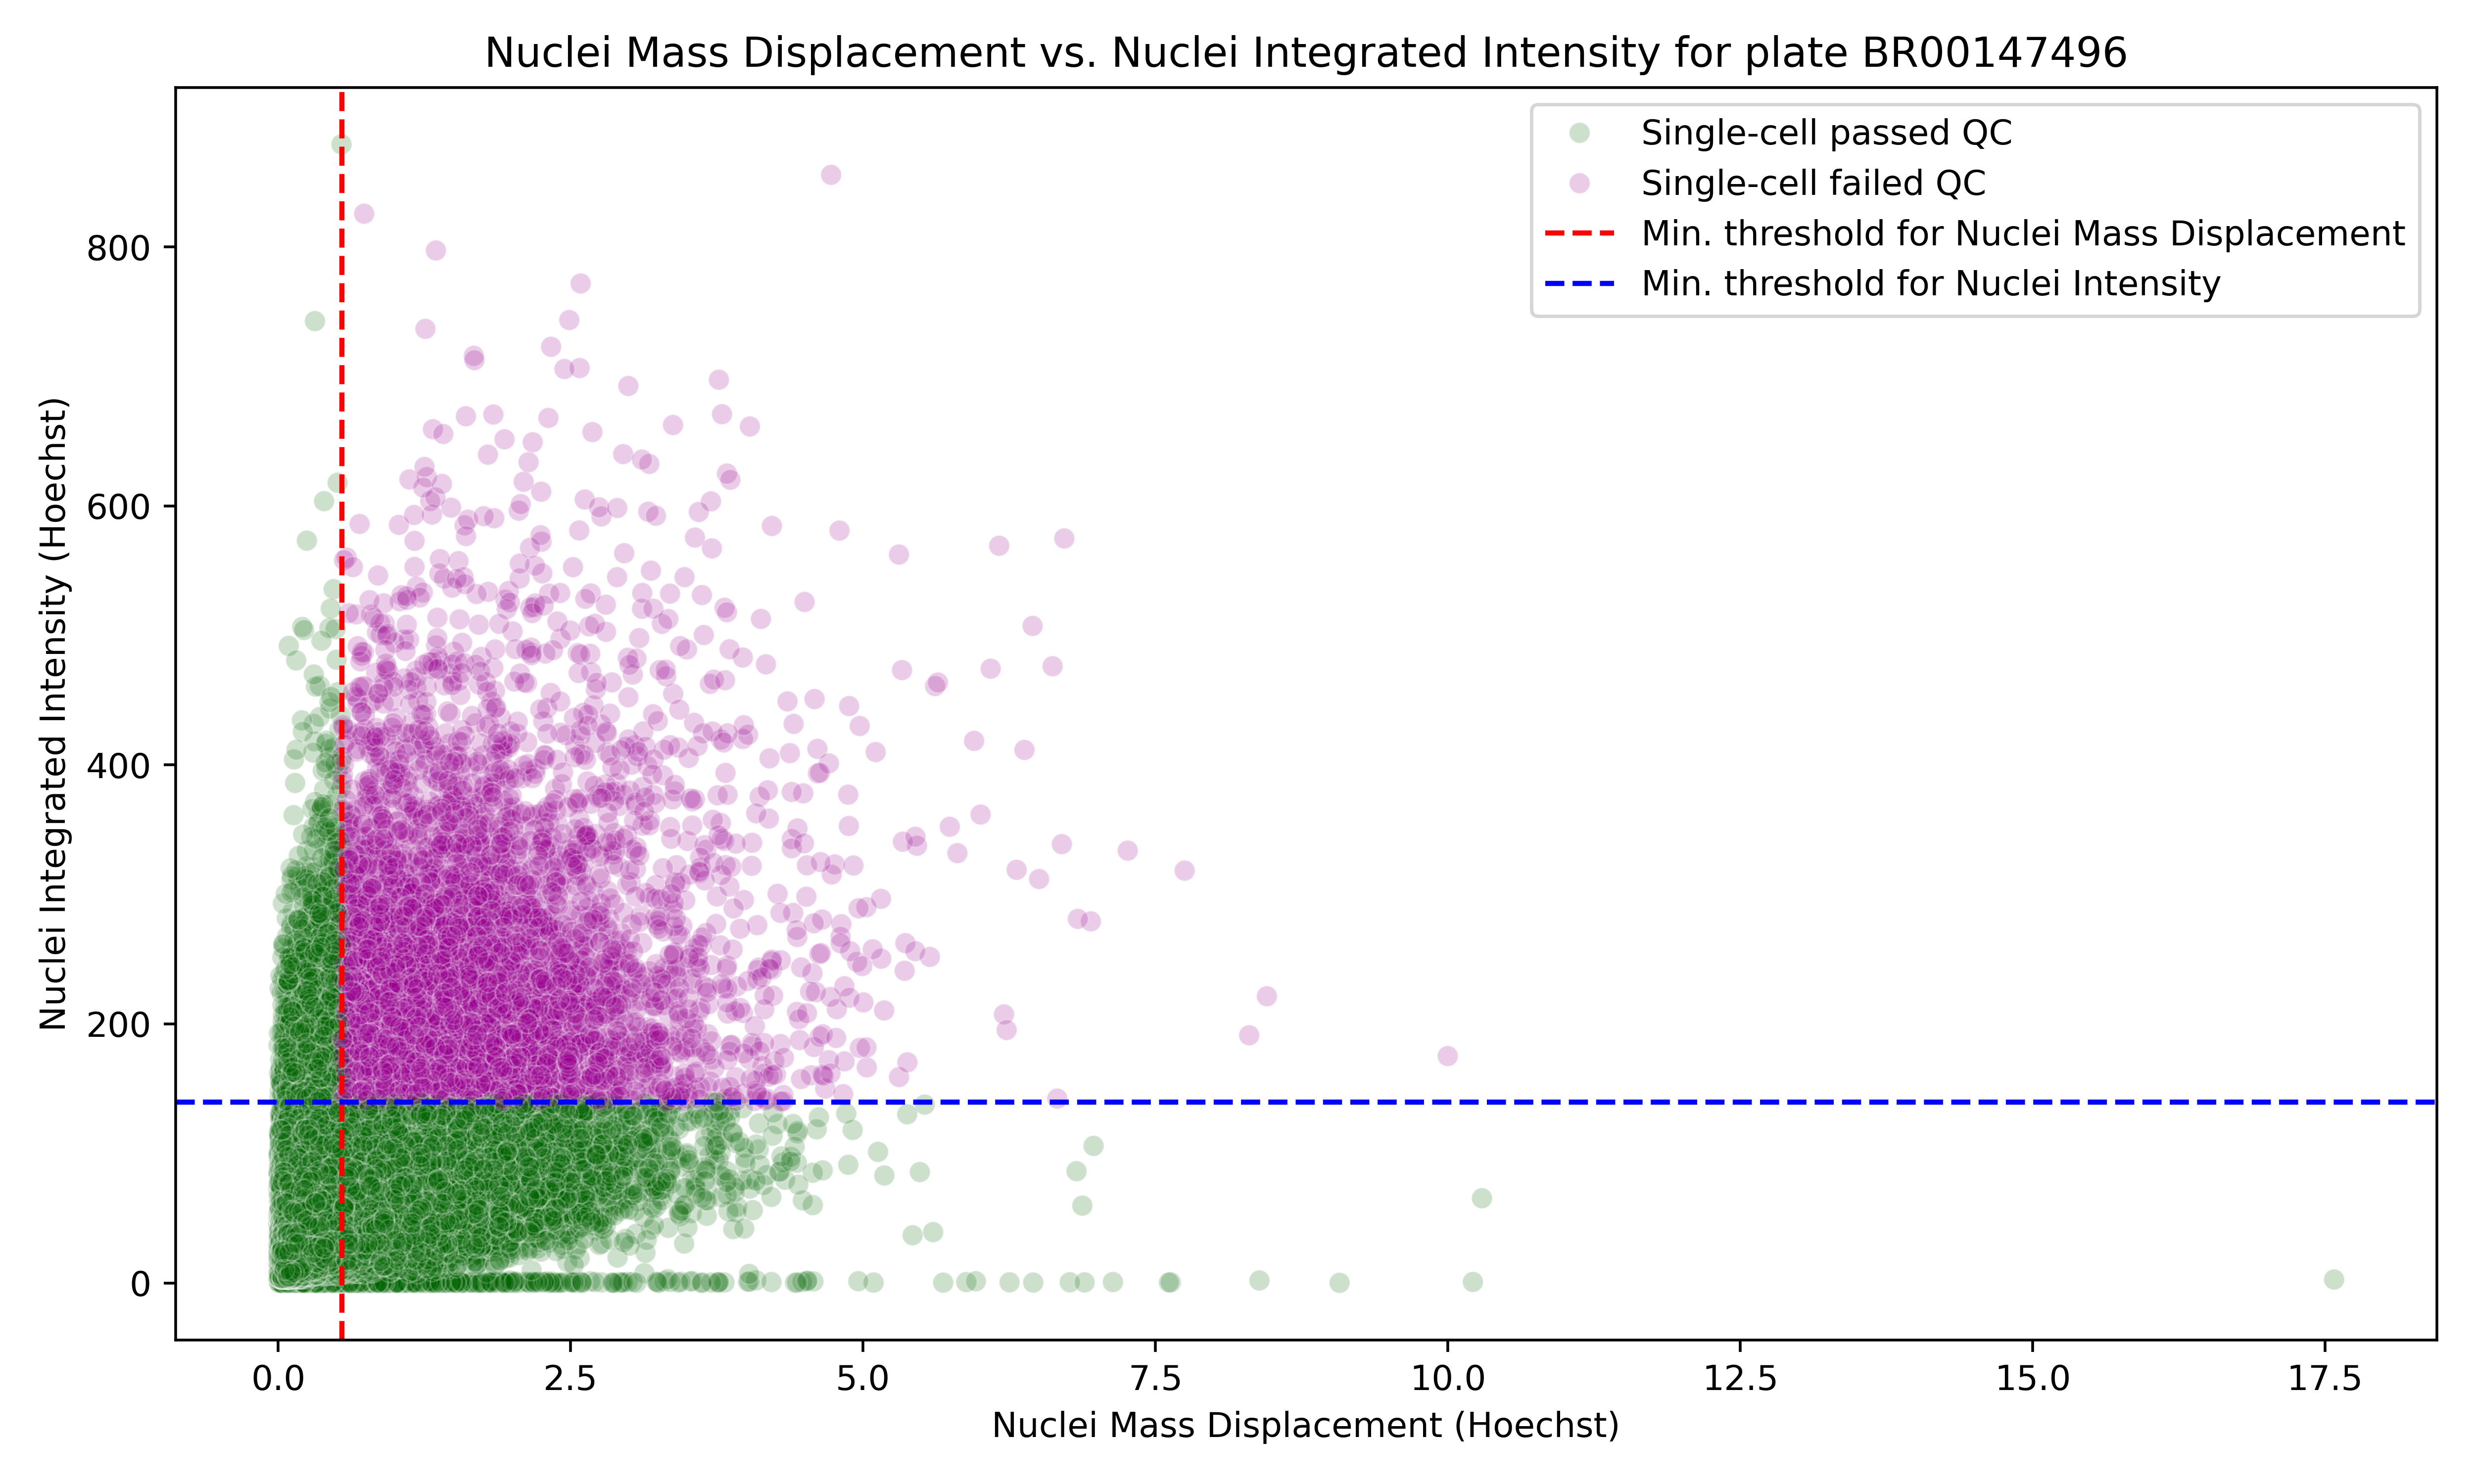 Nuclei Mass Displacement vs. Nuclei Integrated Intensity for plate BR00147496
Single-cell passed QC
Single-cell failed QC
Min. threshold for Nuclei Mass Displacement
Min. threshold for Nuclei Intensity
Nuclei Integrated Intensity (Hoechst)
800
600
400
200
0
0.0 2.5 5.0 7.5 10.0 12.5 15.0 17.5
Nuclei Mass Displacement (Hoechst)